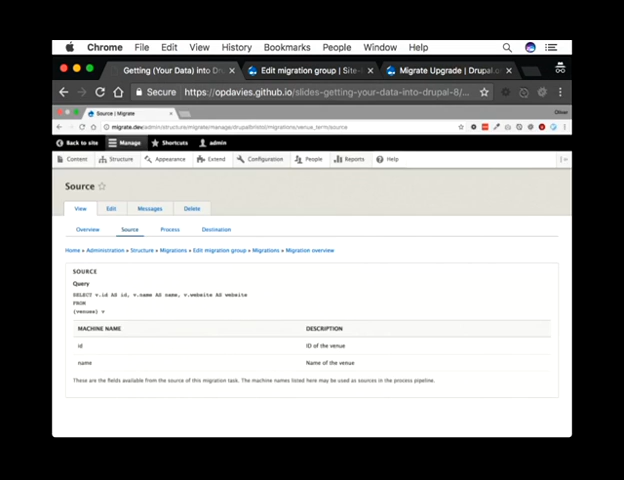 Chrome File Edit View History Bookmarks People Window Help
Getting (Your Data) into Dru × Edit migration group | Site- × Migrate Upgrade | Drupal.or ×
Secure https://opdavies.github.io/slides-getting-your-data-into-drupal-8/...
Source | Migrate ×
migrate.dev/admin/structure/migrate/manage/drupalbristol/migrations/venue_term/source
Back to site Manage Shortcuts admin
Content Structure Appearance Extend Configuration People Reports Help
Source
View Edit Messages Delete
Overview Source Process Destination
Home » Administration » Structure » Migrations » Edit migration group » Migrations » Migration overview
SOURCE
Query
SELECT v.id AS id, v.name AS name, v.website AS website
FROM
{venues} v
MACHINE NAME DESCRIPTION
id ID of the venue
name Name of the venue
These are the fields available from the source of this migration task. The machine names listed here may be used as sources in the process pipeline.